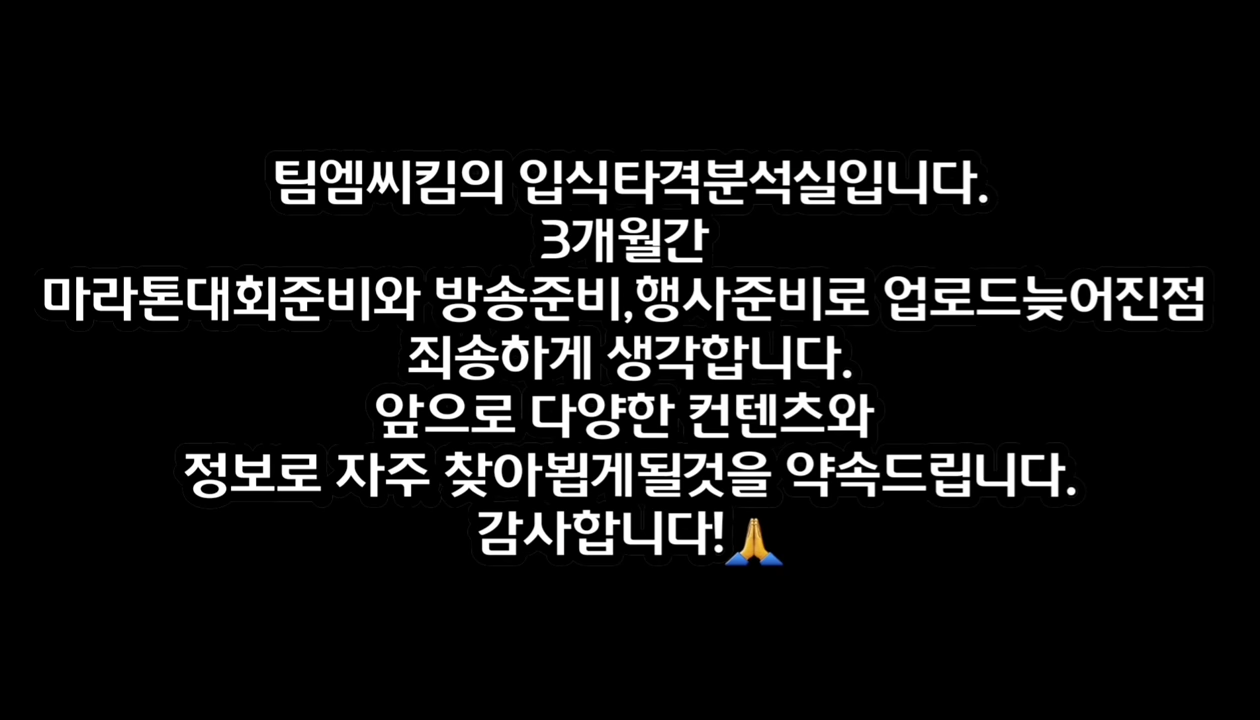 팀엠씨킴의 입식타격분석실입니다.
3개월간
마라톤대회준비와 방송준비,행사준비로 업로드늦어진점
죄송하게 생각합니다.
앞으로 다양한 컨텐츠와
정보로 자주 찾아뵙게될것을 약속드립니다.
감사합니다!🙏